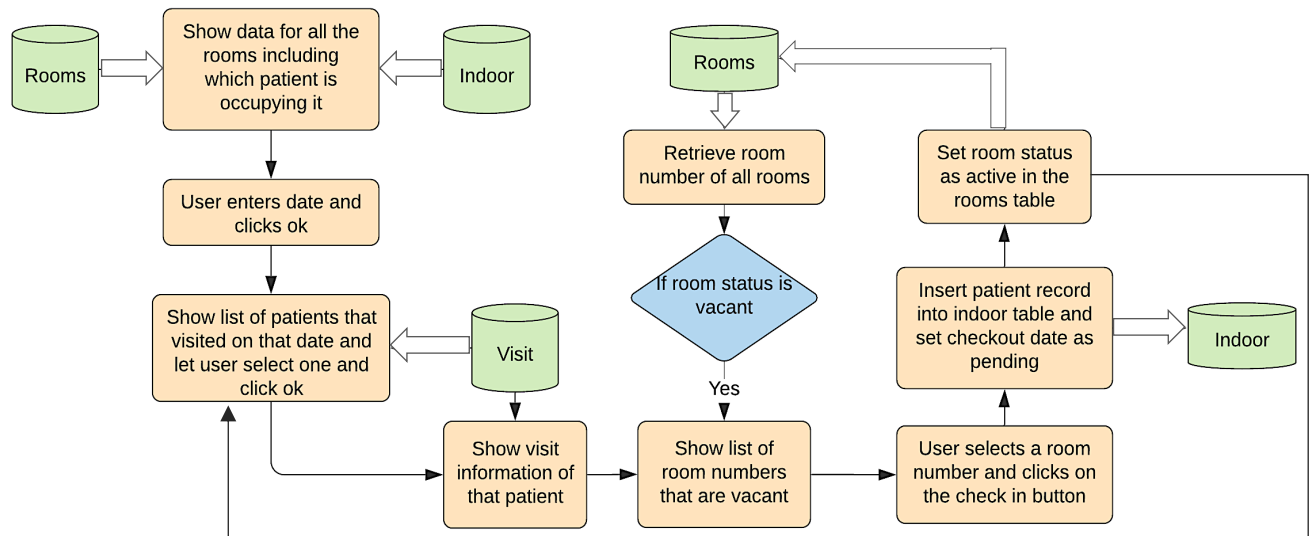 Rooms
Show data for all the
rooms including
which patient is
occupying it
Indoor
User enters date and
clicks ok
Show list of patients that
visited on that date and
let user select one and
click ok
Visit
Show visit
information of
that patient
Rooms
Retrieve room
number of all rooms
If room status is
vacant
Yes
Show list of
room numbers
that are vacant
User selects a room
number and clicks on
the check in button
Insert patient record
into indoor table and
set checkout date as
pending
Indoor
Set room status
as active in the
rooms table